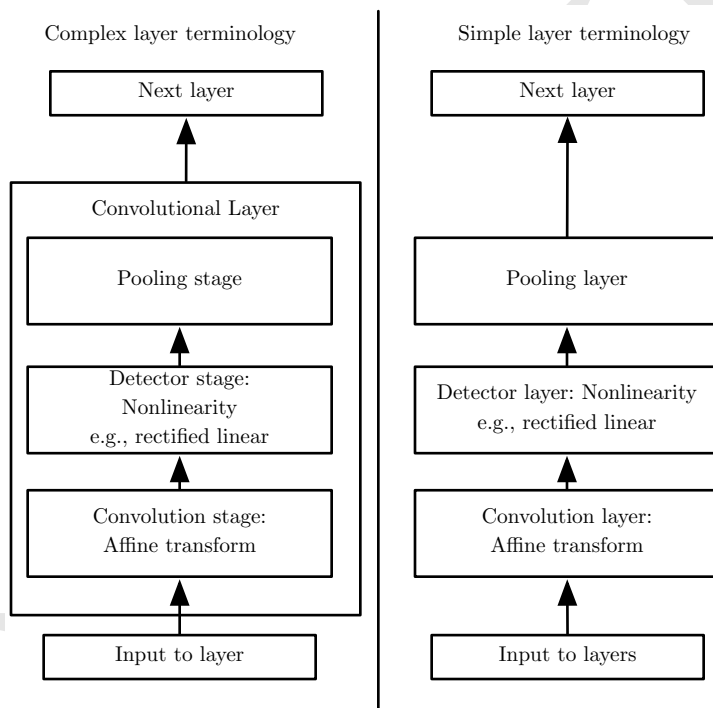 Complex layer terminology
Next layer
Convolutional Layer
Pooling stage
Detector stage:
Nonlinearity
e.g., rectified linear
Convolution stage:
Affine transform
Input to layer
Simple layer terminology
Next layer
Pooling layer
Detector layer: Nonlinearity
e.g., rectified linear
Convolution layer:
Affine transform
Input to layers